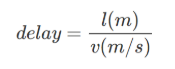 delay = l(m) / v(m/s)